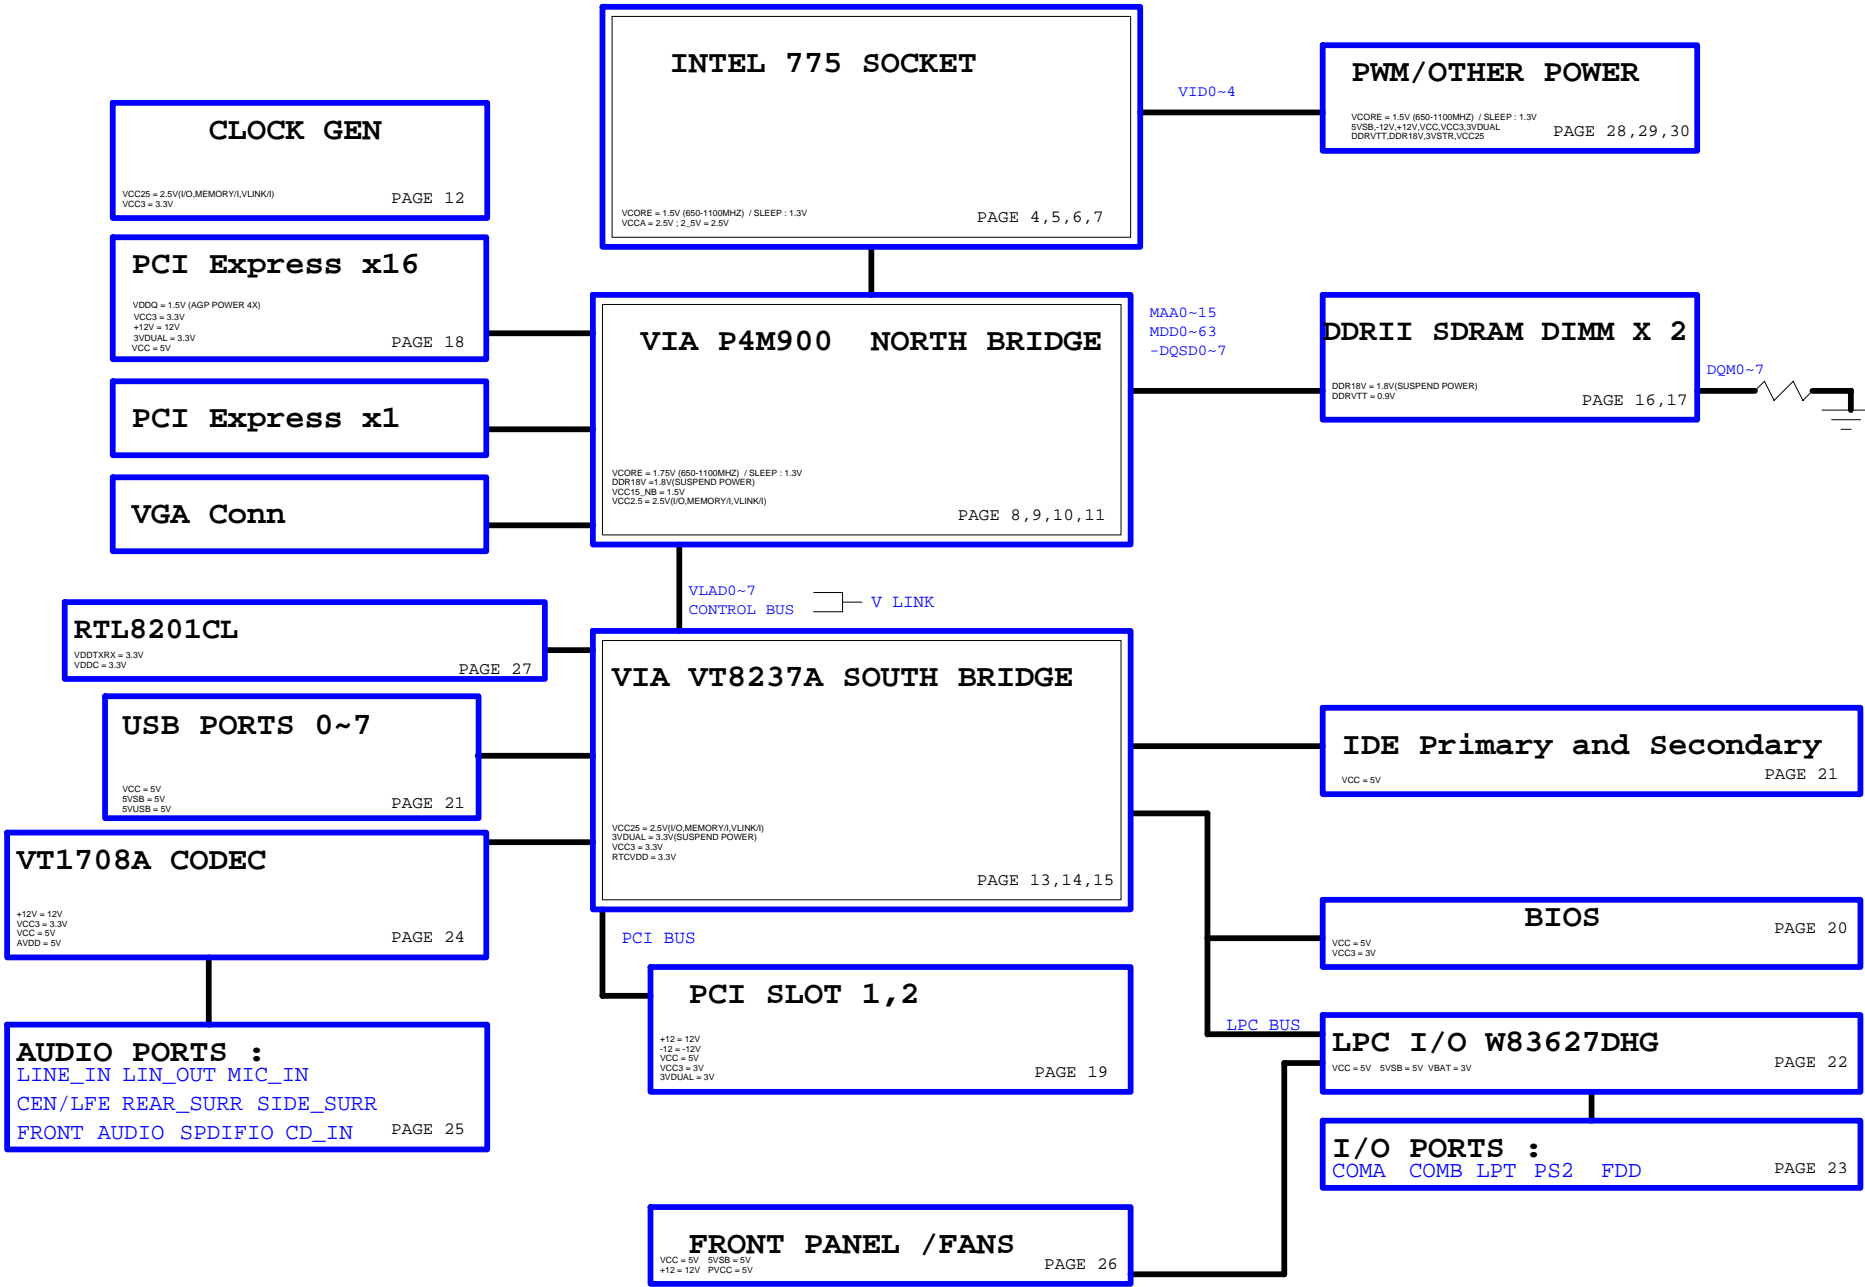 INTEL 775 SOCKET
VCORE = 1.5V (650-1100MHZ) / SLEEP : 1.3V
VCCA = 2.5V ; 2_5V = 2.5V
PAGE 4,5,6,7
VID0~4
PWM/OTHER POWER
VCORE = 1.5V (650-1100MHZ) / SLEEP : 1.3V
5VSB,-12V,+12V,VCC,VCC3,3VDUAL
DDRVTT,DDR18V,3VSTR,VCC25
PAGE 28,29,30
CLOCK GEN
VCC25 = 2.5V(I/O,MEMORY/I,VLINK/I)
VCC3 = 3.3V
PAGE 12
PCI Express x16
VDDQ = 1.5V (AGP POWER 4X)
VCC3 = 3.3V
+12V = 12V
3VDUAL = 3.3V
VCC = 5V
PAGE 18
PCI Express x1
VGA Conn
VIA P4M900 NORTH BRIDGE
VCORE = 1.75V (650-1100MHZ) / SLEEP : 1.3V
DDR18V =1.8V(SUSPEND POWER)
VCC15_NB = 1.5V
VCC2.5 = 2.5V(I/O,MEMORY/I,VLINK/I)
PAGE 8,9,10,11
MAA0~15
MDD0~63
-DQSD0~7
DDRII SDRAM DIMM X 2
DDR18V = 1.8V(SUSPEND POWER)
DDRVTT = 0.9V
PAGE 16,17
DQM0~7
VLAD0~7
CONTROL BUS
V LINK
RTL8201CL
VDDTXRX = 3.3V
VDDC = 3.3V
PAGE 27
USB PORTS 0~7
VCC = 5V
5VSB = 5V
5VUSB = 5V
PAGE 21
VIA VT8237A SOUTH BRIDGE
VCC25 = 2.5V(I/O,MEMORY/I,VLINK/I)
3VDUAL = 3.3V(SUSPEND POWER)
VCC3 = 3.3V
RTCVDD = 3.3V
PAGE 13,14,15
IDE Primary and Secondary
VCC = 5V
PAGE 21
VT1708A CODEC
+12V = 12V
VCC3 = 3.3V
VCC = 5V
AVDD = 5V
PAGE 24
PCI BUS
BIOS
VCC = 5V
VCC3 = 3V
PAGE 20
PCI SLOT 1,2
+12 = 12V
-12 = -12V
VCC = 5V
VCC3 = 3V
3VDUAL = 3V
PAGE 19
LPC BUS
LPC I/O W83627DHG
VCC = 5V 5VSB = 5V VBAT = 3V
PAGE 22
AUDIO PORTS :
LINE_IN LIN_OUT MIC_IN
CEN/LFE REAR_SURR SIDE_SURR
FRONT AUDIO SPDIFIO CD_IN
PAGE 25
I/O PORTS :
COMA COMB LPT PS2 FDD
PAGE 23
FRONT PANEL /FANS
VCC = 5V 5VSB = 5V
+12 = 12V PVCC = 5V
PAGE 26